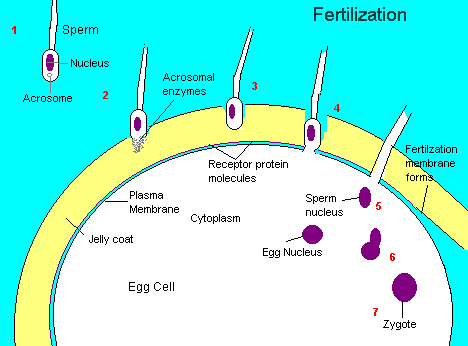 Fertilization
1
Sperm
Nucleus
Acrosome
2
Acrosomal
enzymes
3
4
Receptor protein
molecules
Fertilzation
membrane
forms
Plasma
Membrane
Cytoplasm
Sperm
nucleus
5
Jelly coat
Egg Nucleus
6
Egg Cell
7
Zygote